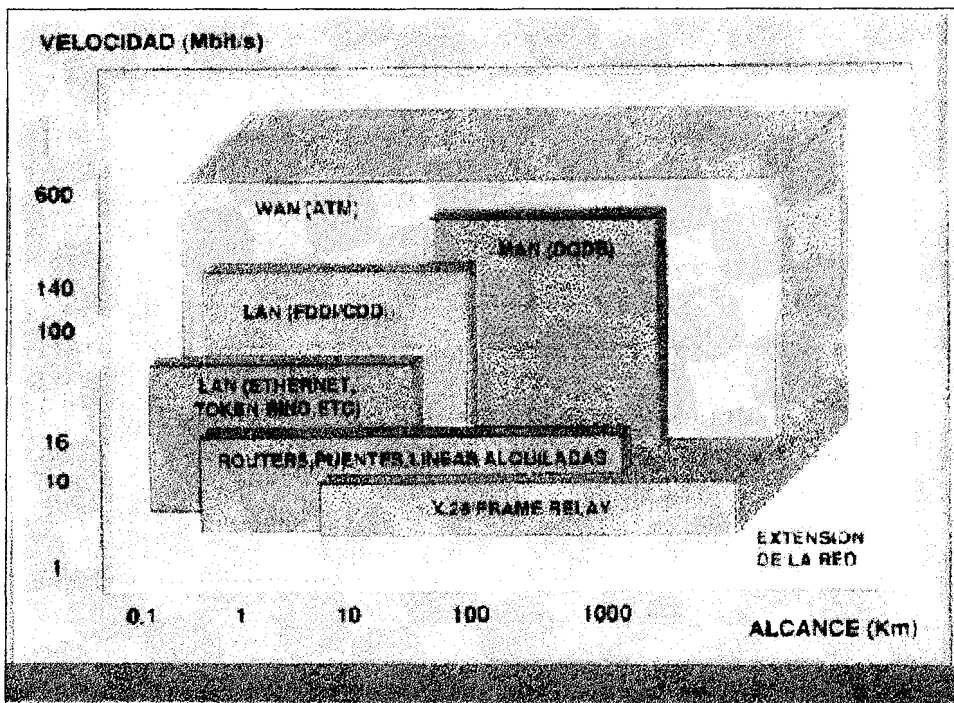 VELOCIDAD (Mbit/s)
600
WAN (ATM)
MAN (DQDB)
140
LAN (FDDI/CDD
100
LAN (ETHERNET,
TOKEN RING, ETC)
16
ROUTERS, PUENTES, LINEAS ALQUILADAS
10
X.25 FRAME RELAY
EXTENSION
DE LA RED
1
0.1 1 10 100 1000
ALCANCE (Km)